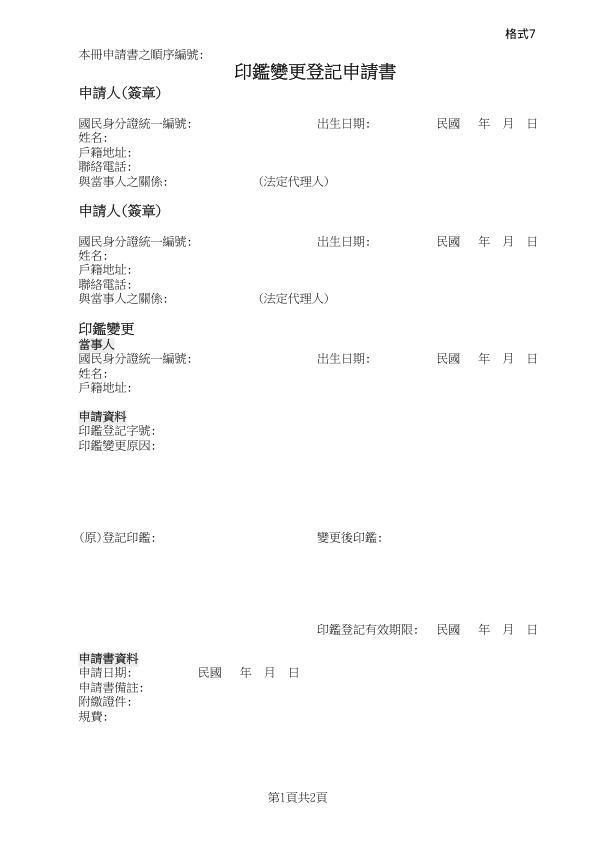 格式7
本冊申請書之順序編號:
印鑑變更登記申請書
申請人(簽章)
國民身分證統一編號: 出生日期: 民國 年 月 日
姓名:
戶籍地址:
聯絡電話:
與當事人之關係: (法定代理人)
申請人(簽章)
國民身分證統一編號: 出生日期: 民國 年 月 日
姓名:
戶籍地址:
聯絡電話:
與當事人之關係: (法定代理人)
印鑑變更
當事人
國民身分證統一編號: 出生日期: 民國 年 月 日
姓名:
戶籍地址:
申請資料
印鑑登記字號:
印鑑變更原因:
(原)登記印鑑: 變更後印鑑:
印鑑登記有效期限: 民國 年 月 日
申請書資料
申請日期: 民國 年 月 日
申請書備註:
附繳證件:
規費:
第1頁共2頁